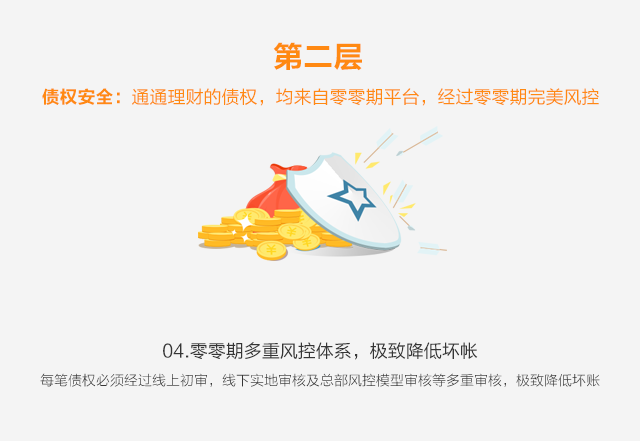 第二层
债权安全：通通理财的债权，均来自零零期平台，经过零零期完美风控
04.零零期多重风控体系，极致降低坏帐
每笔债权必须经过线上初审，线下实地审核及总部风控模型审核等多重审核，极致降低坏账